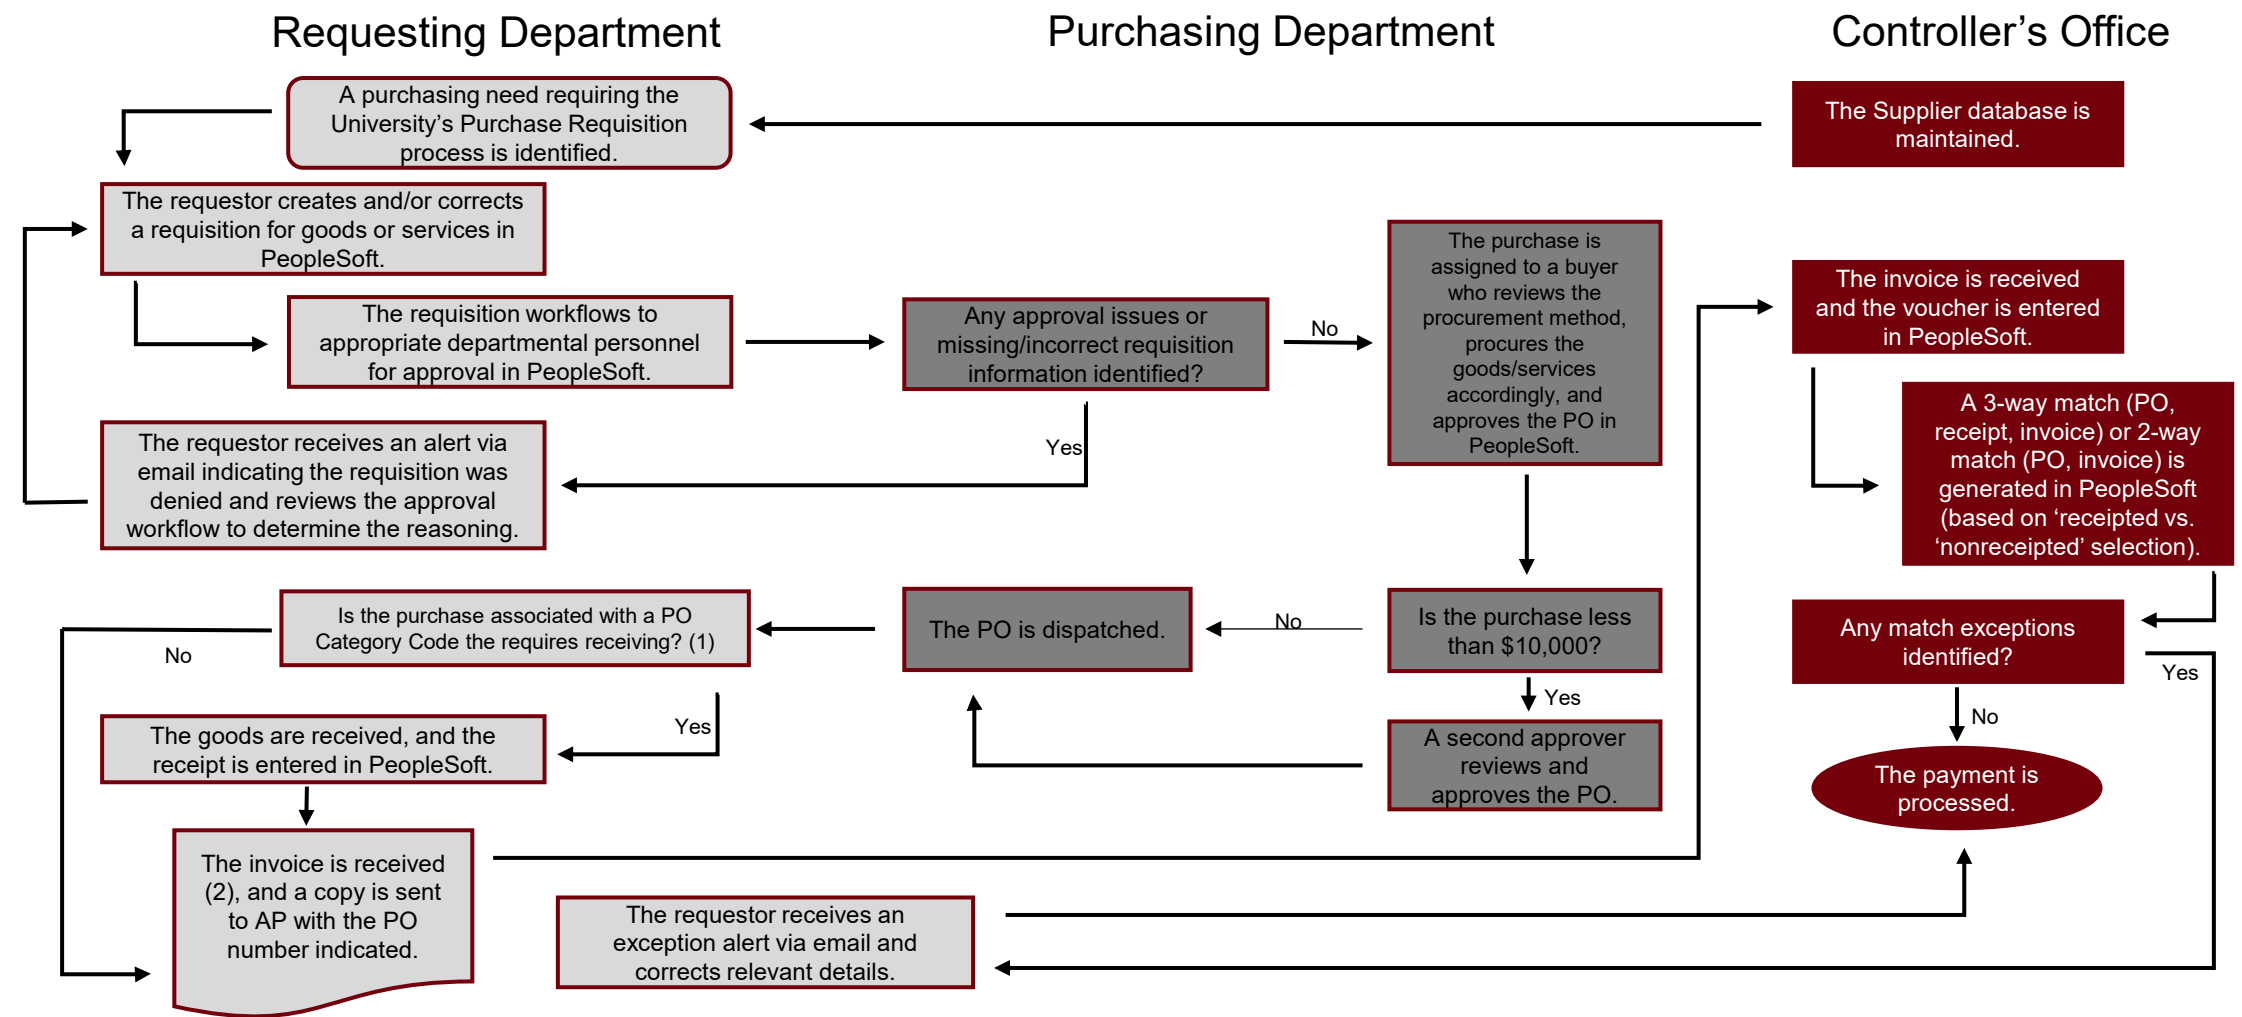 Requesting Department
Purchasing Department
Controller’s Office
A purchasing need requiring the
University’s Purchase Requisition
process is identified.
The Supplier database is
maintained.
The requestor creates and/or corrects
a requisition for goods or services in
PeopleSoft.
The requisition workflows to
appropriate departmental personnel
for approval in PeopleSoft.
Any approval issues or
missing/incorrect requisition
information identified?
No
Yes
The purchase is
assigned to a buyer
who reviews the
procurement method,
procures the
goods/services
accordingly, and
approves the PO in
PeopleSoft.
The invoice is received
and the voucher is entered
in PeopleSoft.
A 3-way match (PO,
receipt, invoice) or 2-way
match (PO, invoice) is
generated in PeopleSoft
(based on ‘receipted vs.
‘nonreceipted’ selection).
The requestor receives an alert via
email indicating the requisition was
denied and reviews the approval
workflow to determine the reasoning.
Is the purchase associated with a PO
Category Code the requires receiving? (1)
No
Yes
The PO is dispatched.
No
Is the purchase less
than $10,000?
Yes
A second approver
reviews and
approves the PO.
Any match exceptions
identified?
Yes
No
The payment is
processed.
The goods are received, and the
receipt is entered in PeopleSoft.
The invoice is received
(2), and a copy is sent
to AP with the PO
number indicated.
The requestor receives an
exception alert via email and
corrects relevant details.